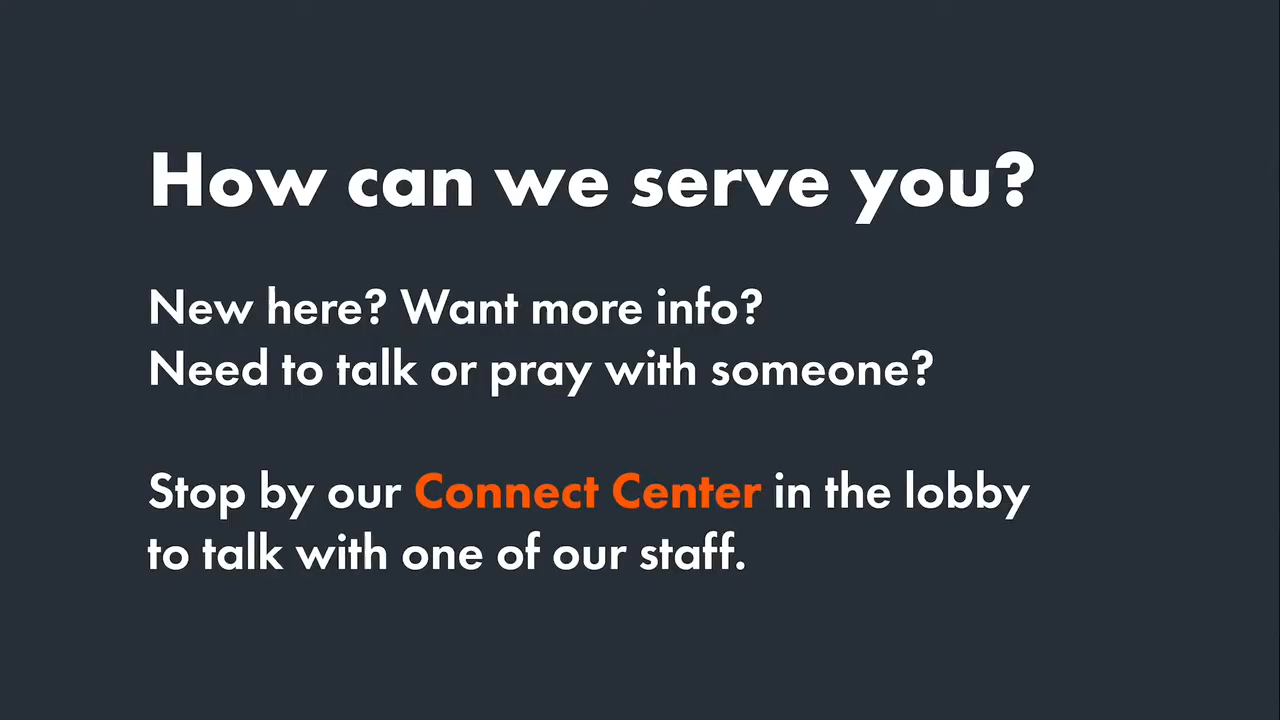 How can we serve you?
New here? Want more info?
Need to talk or pray with someone?
Stop by our Connect Center in the lobby
to talk with one of our staff.